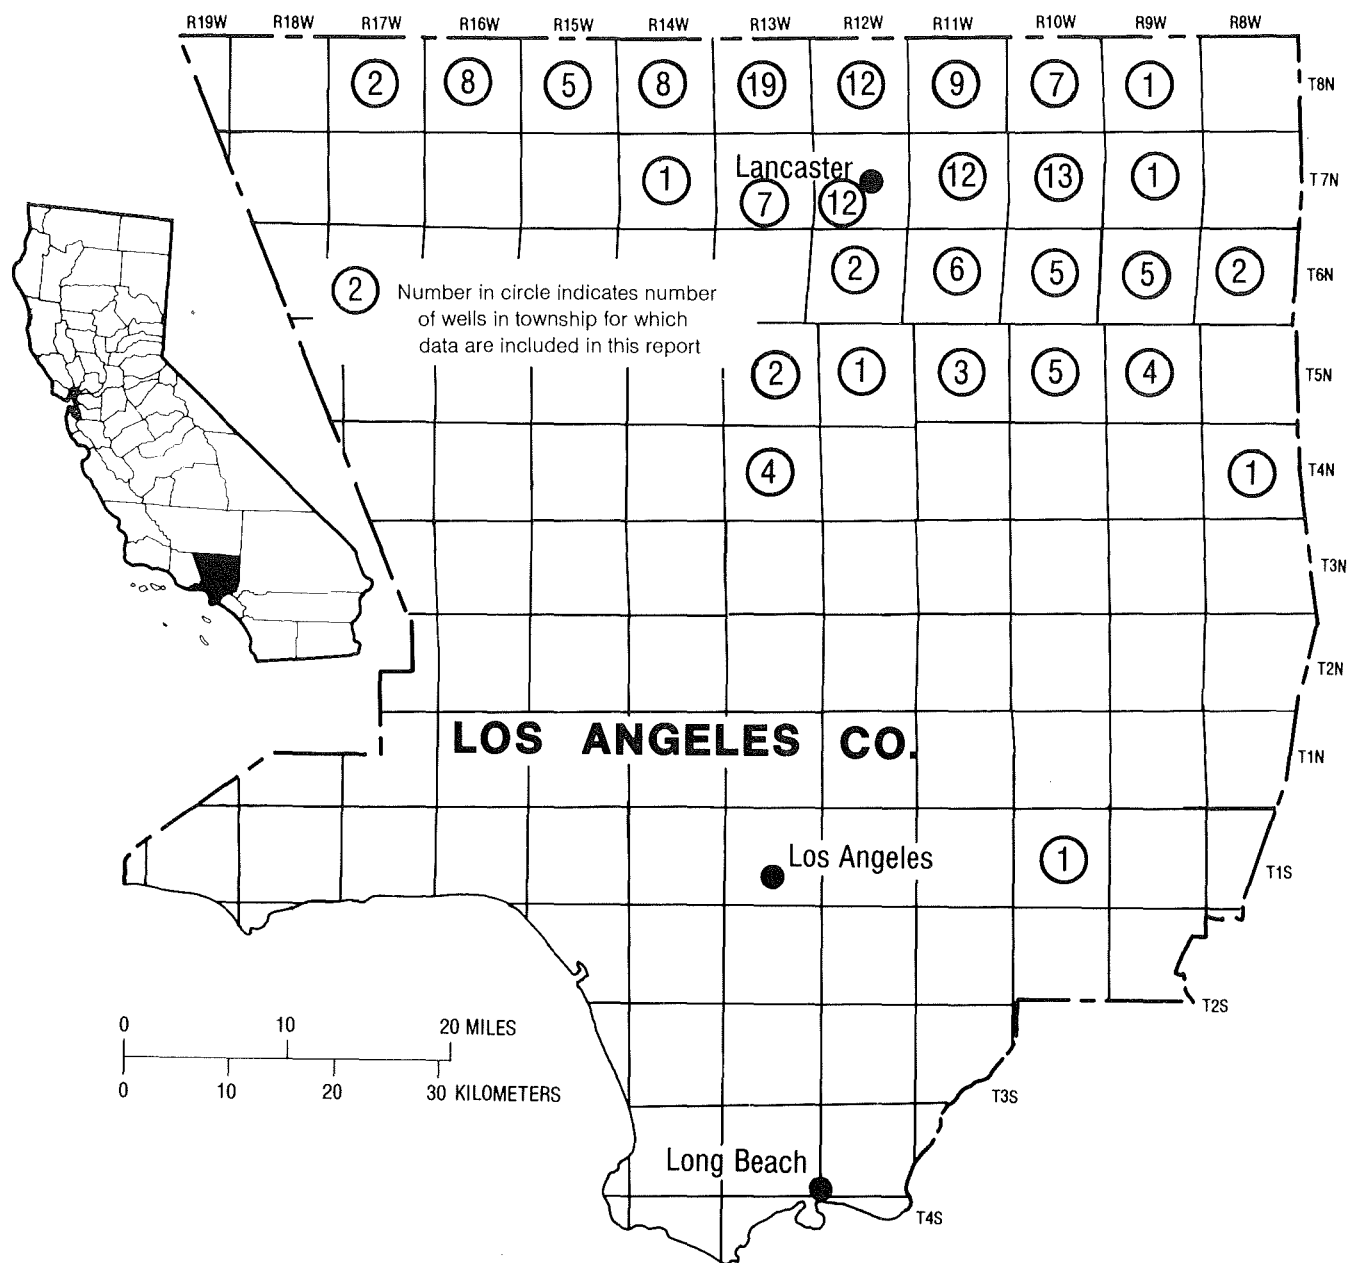 R19W R18W R17W R16W R15W R14W R13W R12W R11W R10W R9W R8W
2 8 5 8 19 12 9 7 1 T8N
Lancaster
1 7 12 12 13 1 T7N
2 6 5 5 2 T6N
2 Number in circle indicates number
of wells in township for which
data are included in this report
2 1 3 5 4 T5N
4 1 T4N
T3N
T2N
LOS ANGELES CO.
T1N
Los Angeles
1 T1S
T2S
0 10 20 MILES
0 10 20 30 KILOMETERS
T3S
Long Beach
T4S